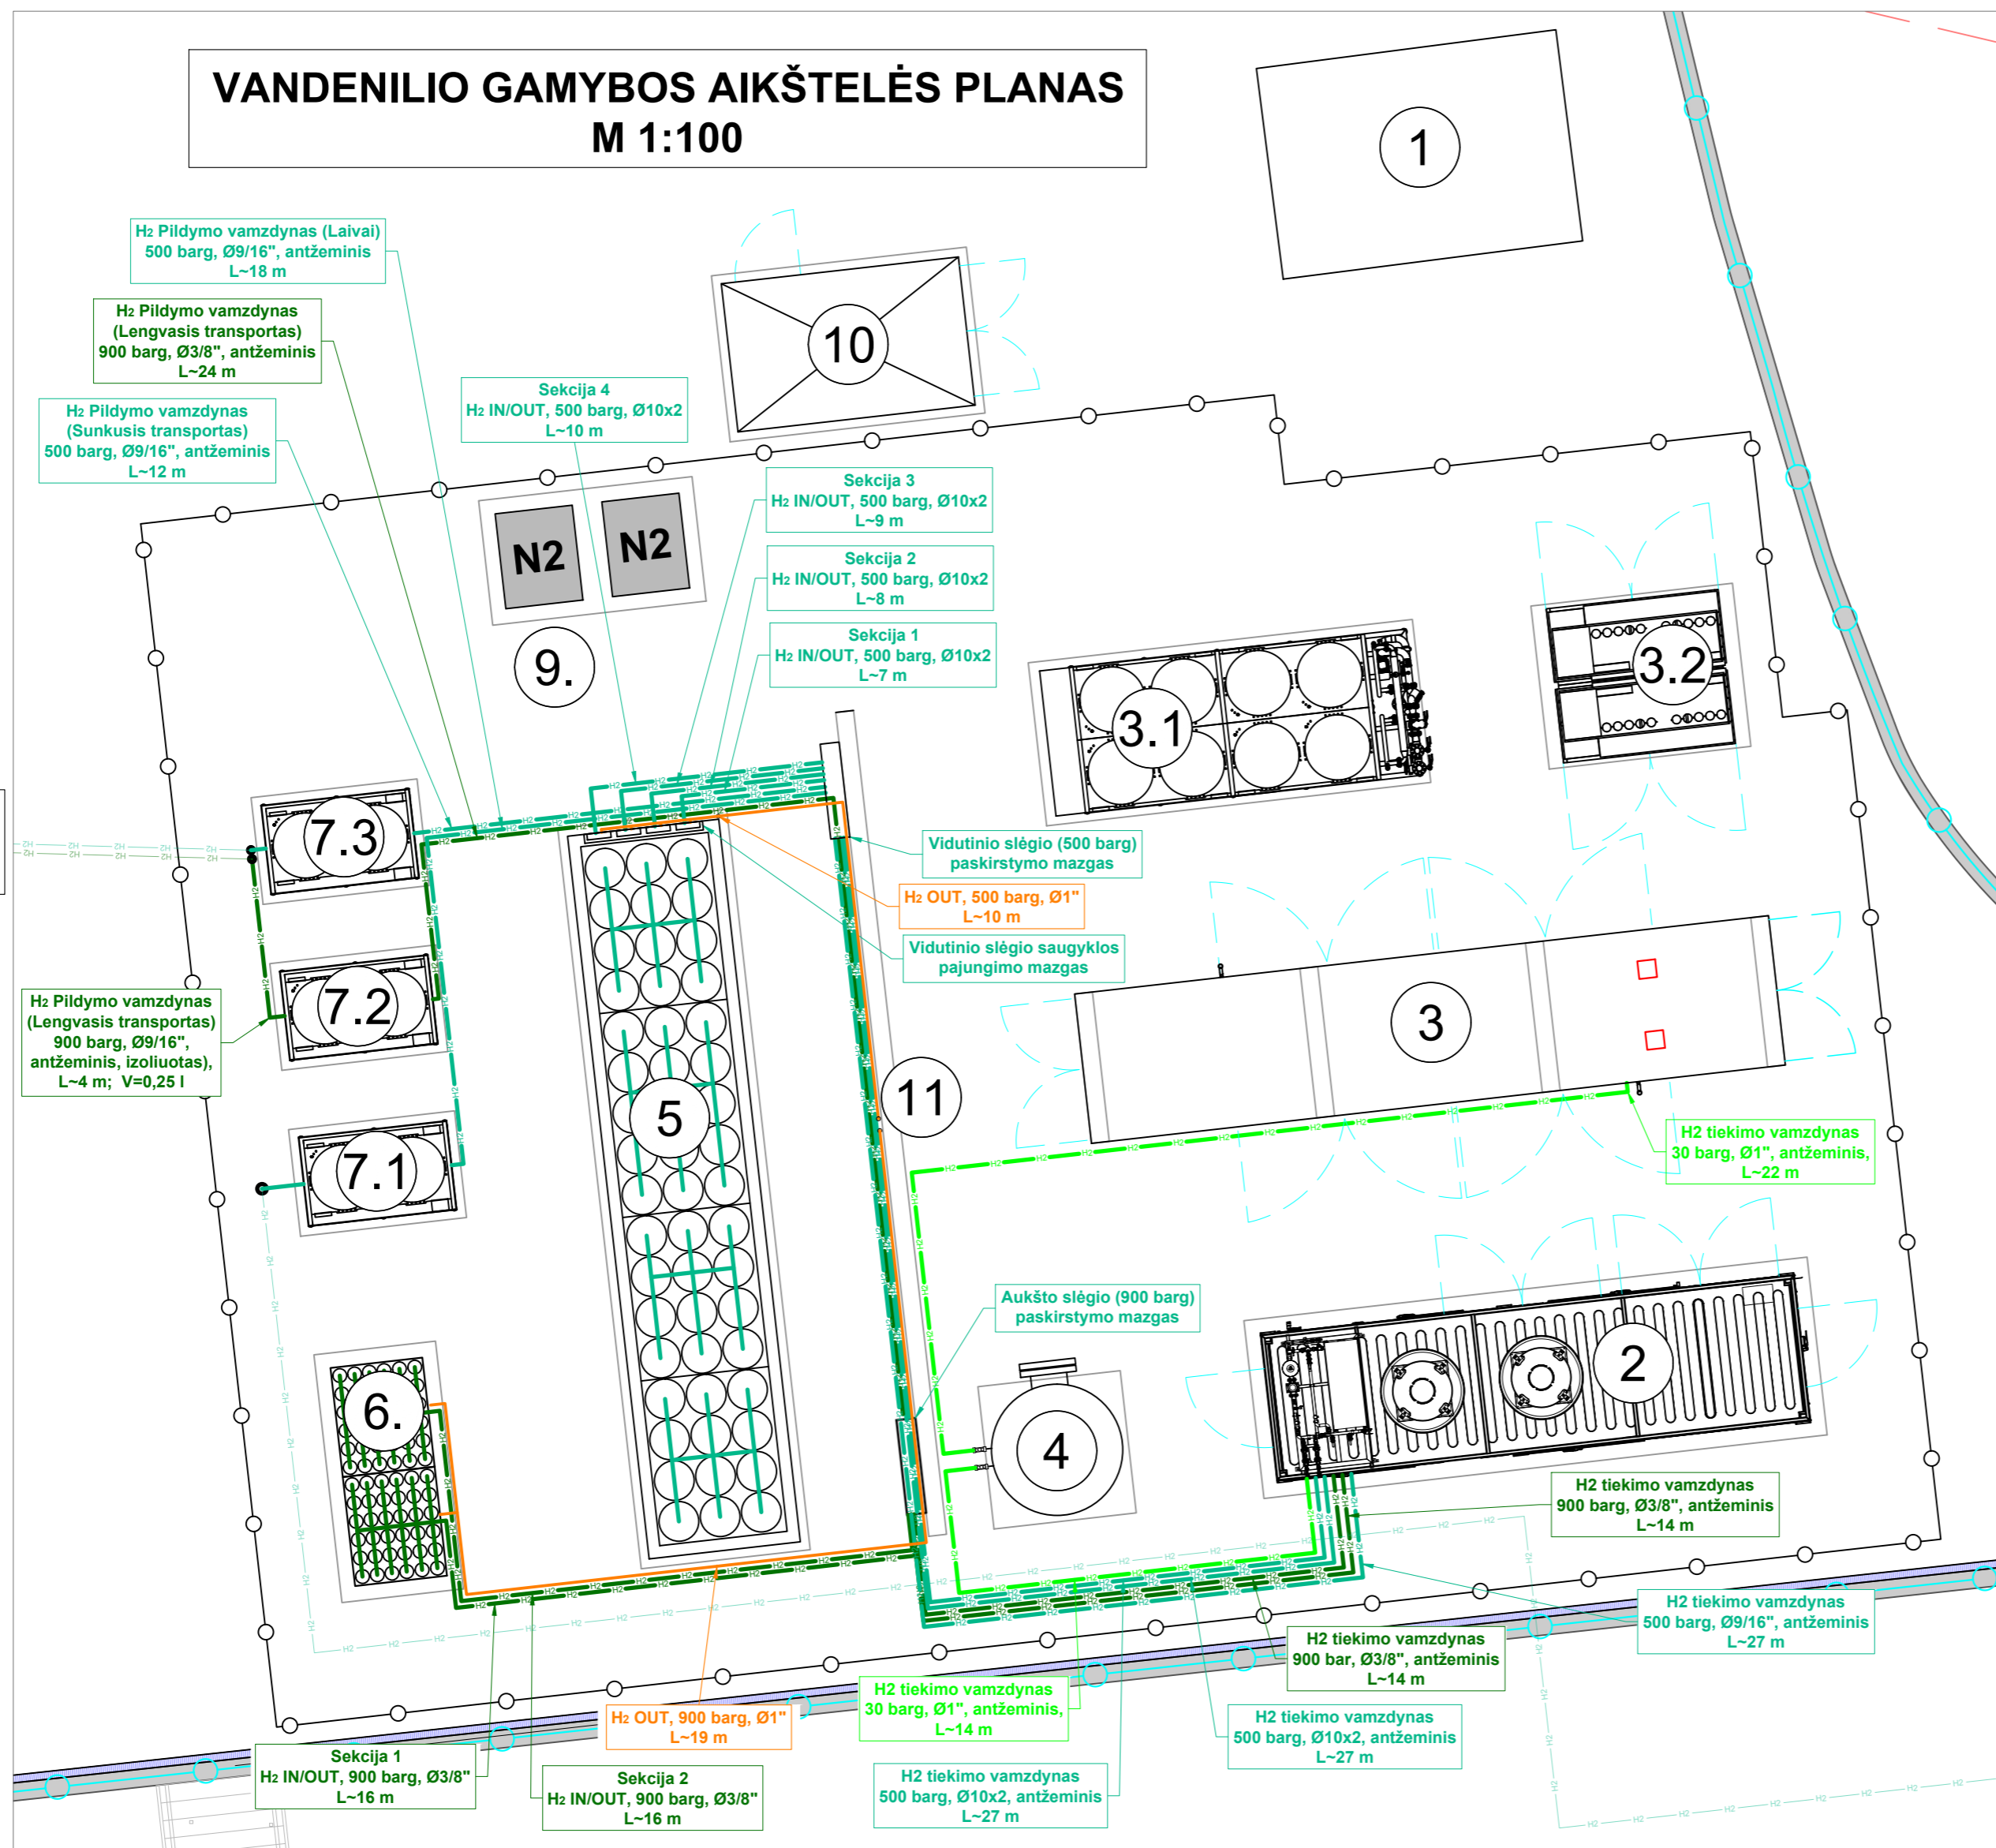 VANDENILIO GAMYBOS AIKŠTELĖS PLANAS
M 1:100
1
H2 Pildymo vamzdynas (Laivai)
500 barg, Ø9/16", antžeminis
L~18 m
H2 Pildymo vamzdynas
(Lengvasis transportas)
900 barg, Ø3/8", antžeminis
L~24 m
H2 Pildymo vamzdynas
(Sunkusis transportas)
500 barg, Ø9/16", antžeminis
L~12 m
Sekcija 4
H2 IN/OUT, 500 barg, Ø10x2
L~10 m
10
Sekcija 3
H2 IN/OUT, 500 barg, Ø10x2
L~9 m
Sekcija 2
H2 IN/OUT, 500 barg, Ø10x2
L~8 m
Sekcija 1
H2 IN/OUT, 500 barg, Ø10x2
L~7 m
N2
N2
9.
3.1
3.2
7.3
7.2
7.1
Vidutinio slėgio (500 barg)
paskirstymo mazgas
H2 OUT, 500 barg, Ø1"
L~10 m
Vidutinio slėgio saugyklos
pajungimo mazgas
H2 Pildymo vamzdynas
(Lengvasis transportas)
900 barg, Ø9/16",
antžeminis, izoliuotas),
L~4 m; V=0,25 l
3
5
11
H2 tiekimo vamzdynas
30 barg, Ø1", antžeminis,
L~22 m
Aukšto slėgio (900 barg)
paskirstymo mazgas
2
6.
4
H2 tiekimo vamzdynas
900 barg, Ø3/8", antžeminis
L~14 m
H2 tiekimo vamzdynas
500 barg, Ø9/16", antžeminis
L~27 m
H2 tiekimo vamzdynas
900 bar, Ø3/8", antžeminis
L~14 m
H2 tiekimo vamzdynas
30 barg, Ø1", antžeminis,
L~14 m
H2 OUT, 900 barg, Ø1"
L~19 m
H2 tiekimo vamzdynas
500 barg, Ø10x2, antžeminis
L~27 m
Sekcija 1
H2 IN/OUT, 900 barg, Ø3/8"
L~16 m
Sekcija 2
H2 IN/OUT, 900 barg, Ø3/8"
L~16 m
H2 tiekimo vamzdynas
500 barg, Ø10x2, antžeminis
L~27 m